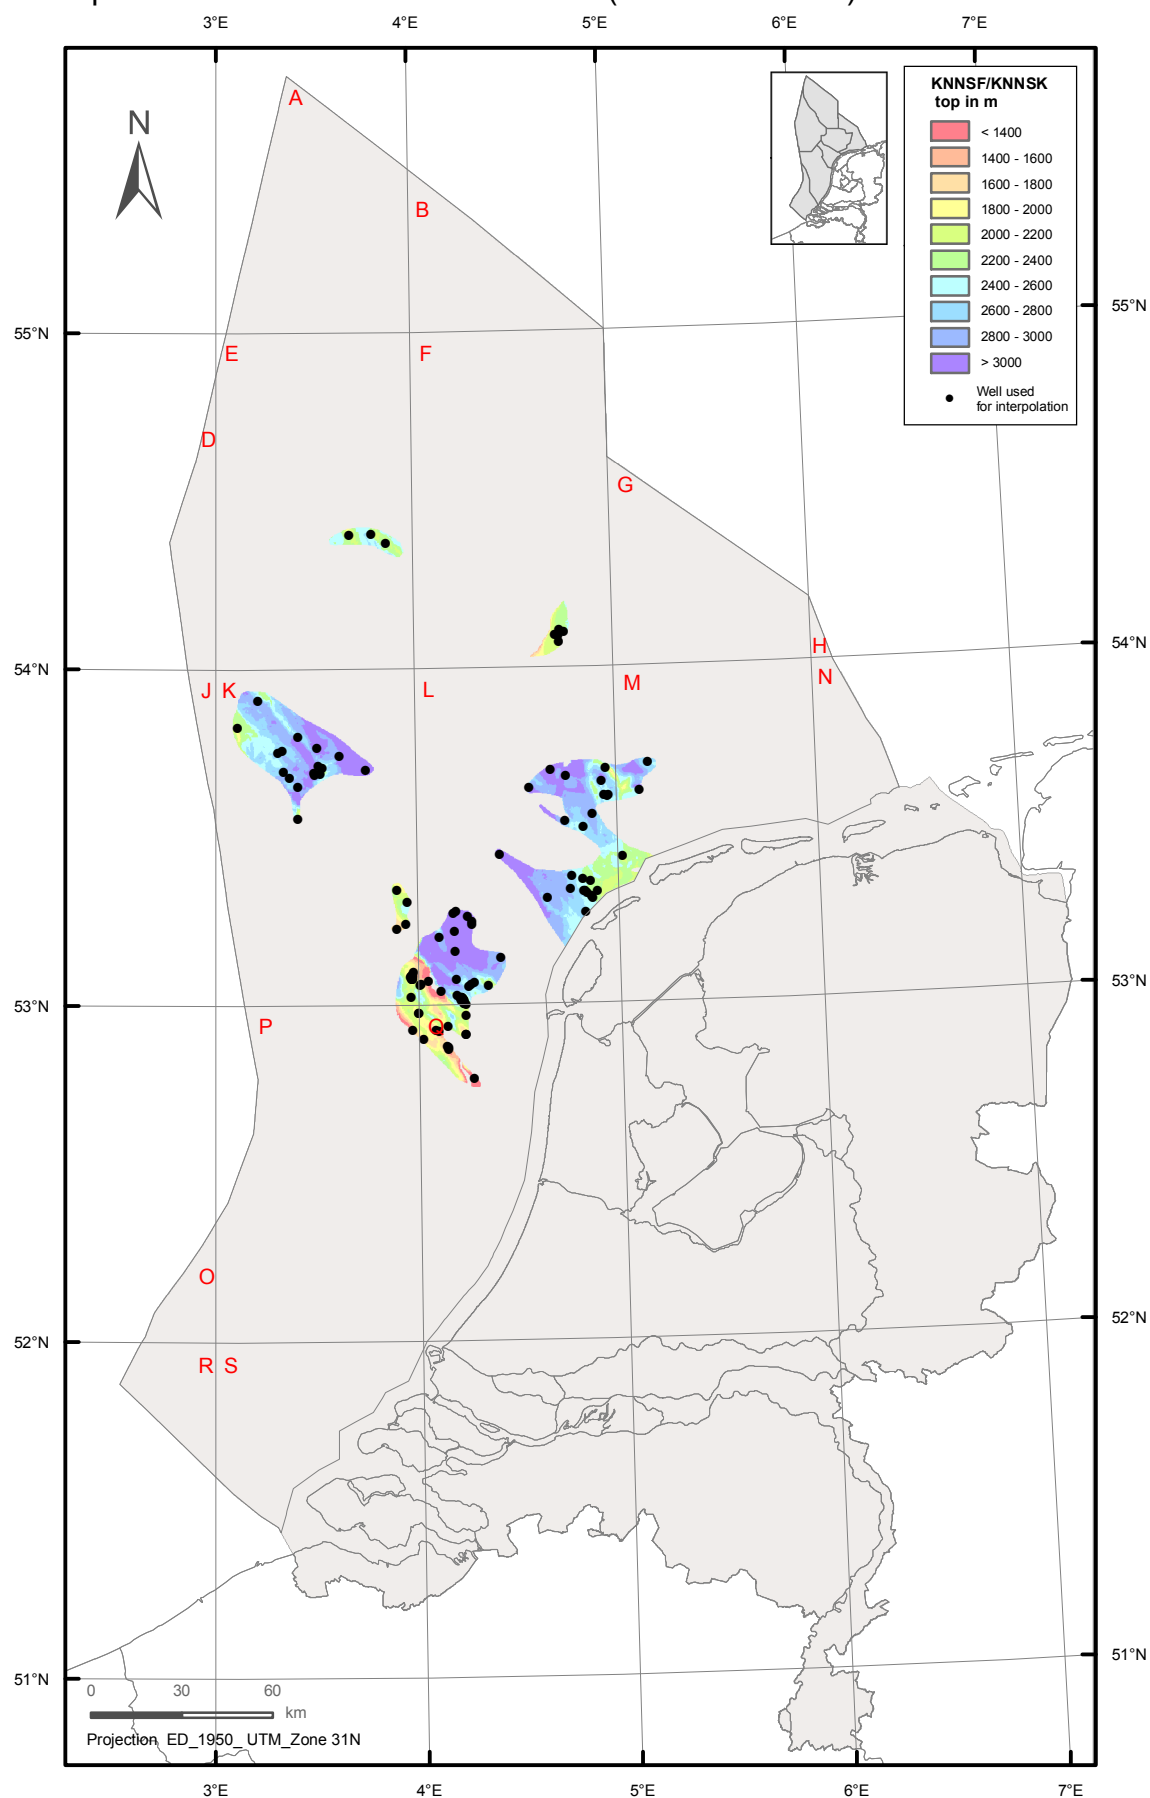 3°E 4°E 5°E 6°E 7°E
N
KNNSF/KNNSK
top in m
< 1400
1400 - 1600
1600 - 1800
1800 - 2000
2000 - 2200
2200 - 2400
2400 - 2600
2600 - 2800
2800 - 3000
> 3000
Well used
for interpolation
A
B
55°N 55°N
E F
D
G
54°N 54°N
H
J K L M N
53°N 53°N
P Q
O
52°N 52°N
R S
51°N 51°N
0 30 60
km
Projection ED_1950_ UTM_Zone 31N
3°E 4°E 5°E 6°E 7°E